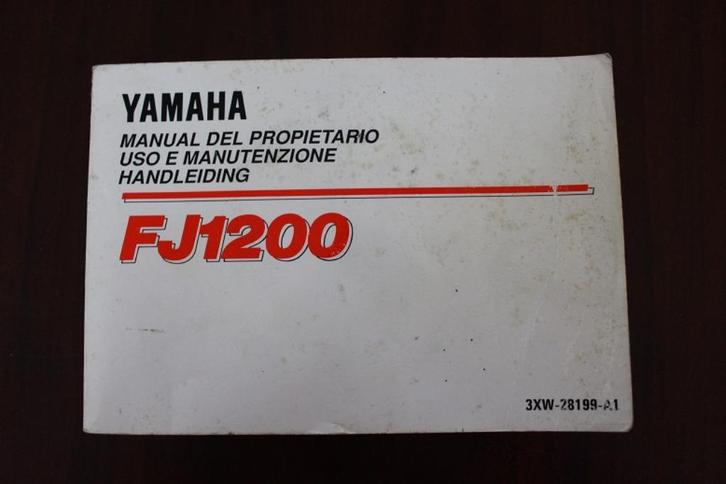 YAMAHA
MANUAL DEL PROPIETARIO
USO E MANUTENZIONE
HANDLEIDING
FJ1200
3XW-28199-A1